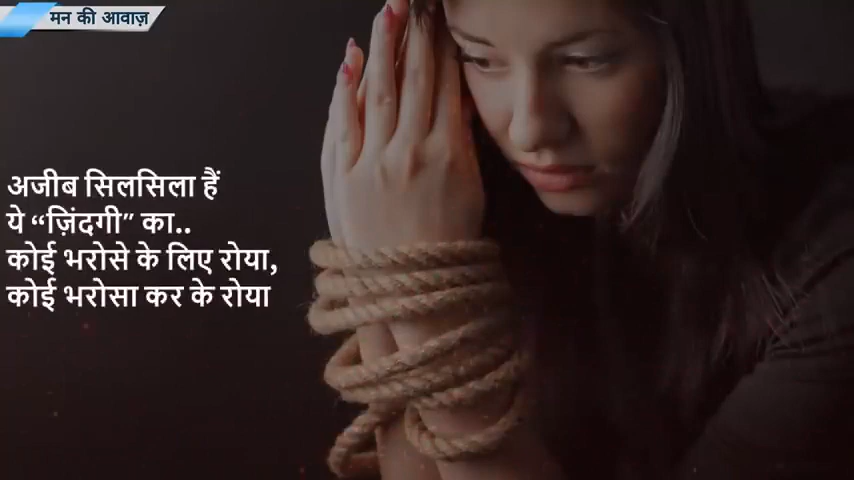 मन की आवाज़
अजीब सिलसिला हैं
ये “ज़िंदगी” का..
कोई भरोसे के लिए रोया,
कोई भरोसा कर के रोया